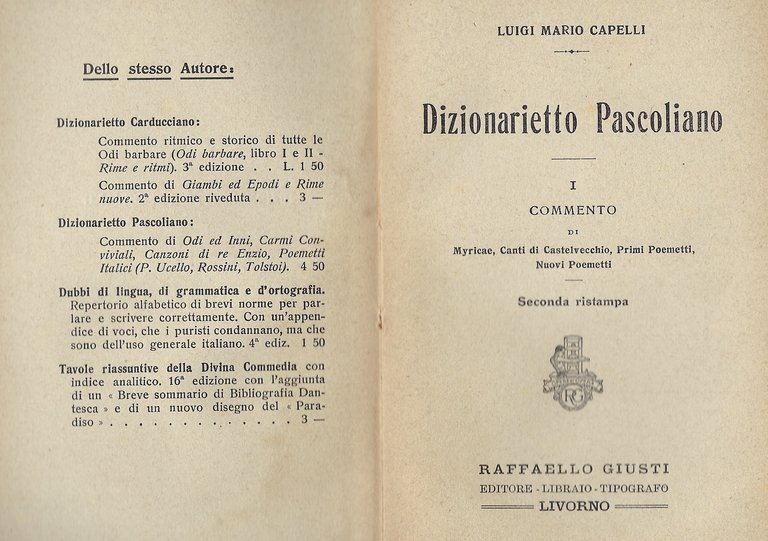 Dello stesso Autore:
Dizionarietto Carducciano:
Commento ritmico e storico di tutte le
Odi barbare (Odi barbare, libro I e II -
Rime e ritmi). 3ª edizione . . L. 1 50
Commento di Giambi ed Epodi e Rime
nuove. 2ª edizione riveduta . . . 3 —
Dizionarietto Pascoliano:
Commento di Odi ed Inni, Carmi Con-
viviali, Canzoni di re Enzio, Poemetti
Italici (P. Ucello, Rossini, Tolstoi). 4 50
Dubbi di lingua, di grammatica e d'ortografia.
Repertorio alfabetico di brevi norme per par-
lare e scrivere correttamente. Con un'appen-
dice di voci, che i puristi condannano, ma che
sono dell'uso generale italiano. 4ª ediz. 1 50
Tavole riassuntive della Divina Commedia con
indice analitico. 16ª edizione con l'aggiunta
di un « Breve sommario di Bibliografia Dan-
tesca » e di un nuovo disegno del « Para-
diso » . . . . . . . . . . . . . 3 —
LUIGI MARIO CAPELLI
Dizionarietto Pascoliano
I
COMMENTO
DI
Myricae, Canti di Castelvecchio, Primi Poemetti,
Nuovi Poemetti
Seconda ristampa
RG
RAFFAELLO GIUSTI
EDITORE - LIBRAIO - TIPOGRAFO
LIVORNO